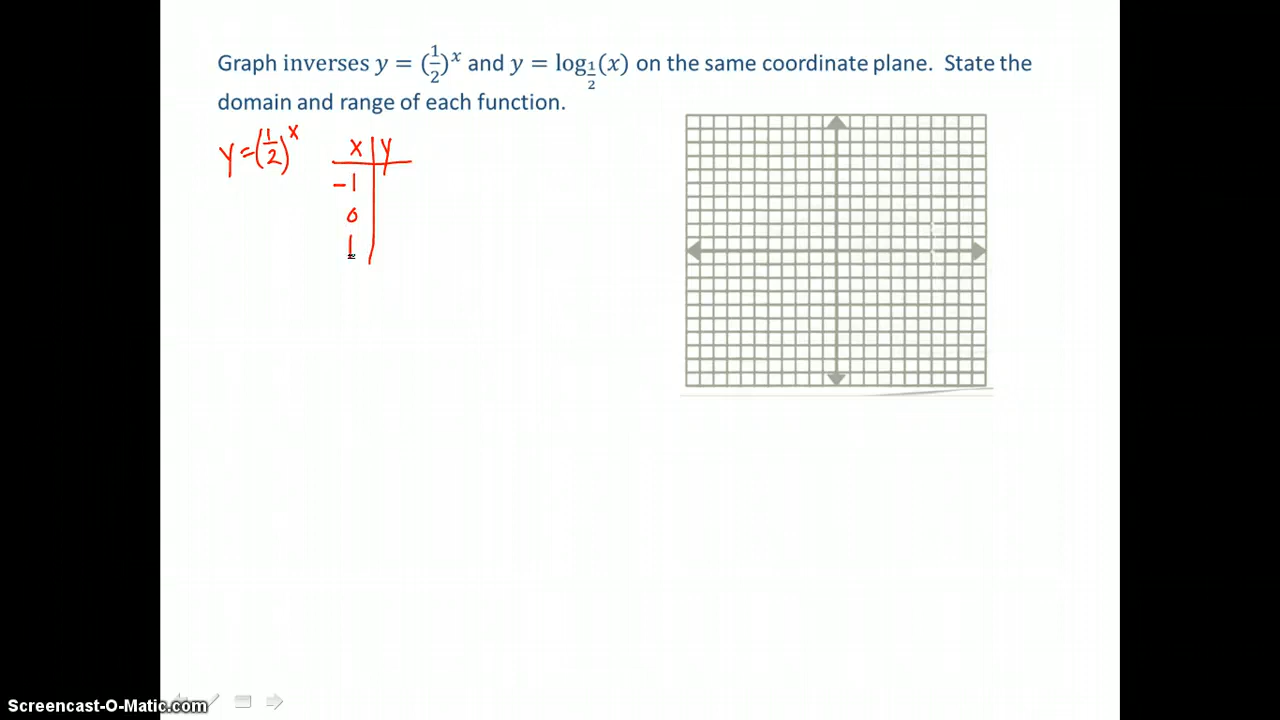 Graph inverses y = (1/2)^x and y = log_{1/2}(x) on the same coordinate plane. State the
domain and range of each function.
y=(1/2)^x
x | y
-1
0
1
Screencast-O-Matic.com